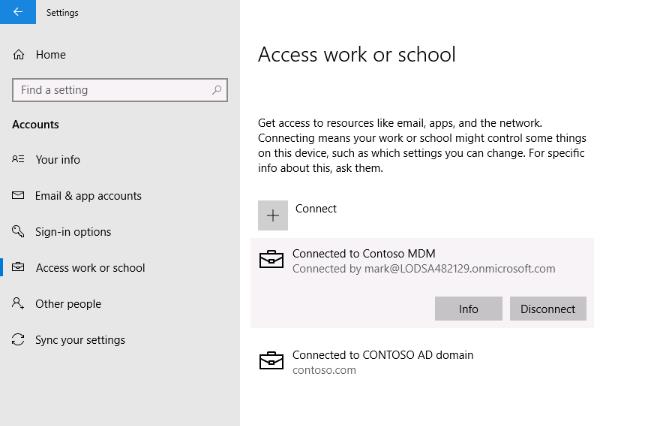 Settings
Home
Find a setting
Accounts
Your info
Email & app accounts
Sign-in options
Access work or school
Other people
Sync your settings
Access work or school
Get access to resources like email, apps, and the network.
Connecting means your work or school might control some things
on this device, such as which settings you can change. For specific
info about this, ask them.
Connect
Connected to Contoso MDM
Connected by mark@LODSA482129.onmicrosoft.com
Info Disconnect
Connected to CONTOSO AD domain
contoso.com